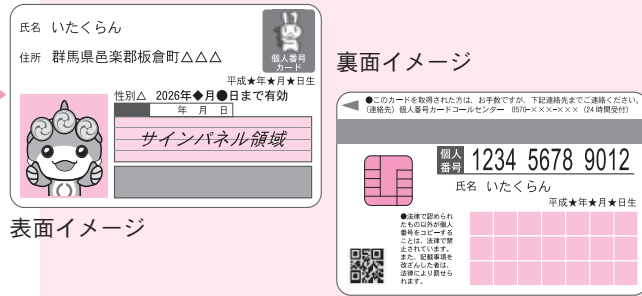 氏名 いたくらん
住所 群馬県邑楽郡板倉町△△△
個人番号
カード
平成★年★月★日生
性別△ 2026年◆月●日まで有効
年 月 日
サインパネル領域
表面イメージ
裏面イメージ
●このカードを取得された方は、お手数ですが、下記連絡先までご連絡ください。
(連絡先) 個人番号カードコールセンター 0570-×××-××× (24時間受付)
個人
番号 1234 5678 9012
氏名 いたくらん
平成★年★月★日生
●法律で認められ
たもの以外が個人
番号をコピーする
ことは、法律で禁
止されています。
また、記載事項を
改ざんした者は、
法律により罰せら
れます。